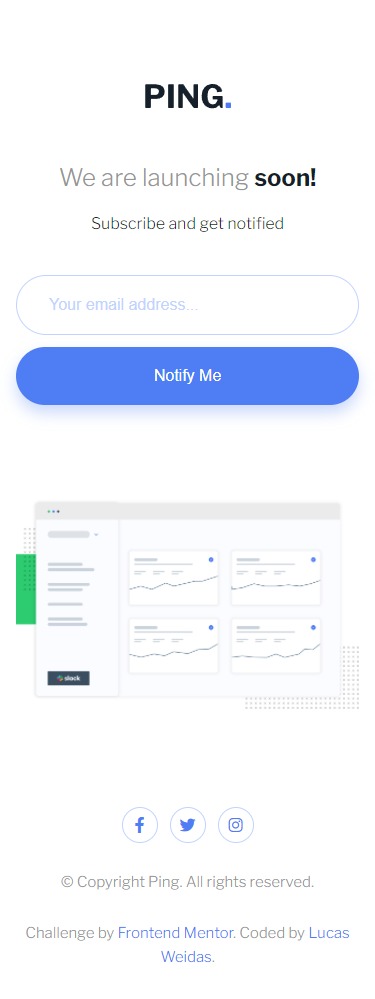 PING.
We are launching soon!
Subscribe and get notified
Your email address...
Notify Me
slack
© Copyright Ping. All rights reserved.
Challenge by Frontend Mentor. Coded by Lucas
Weidas.